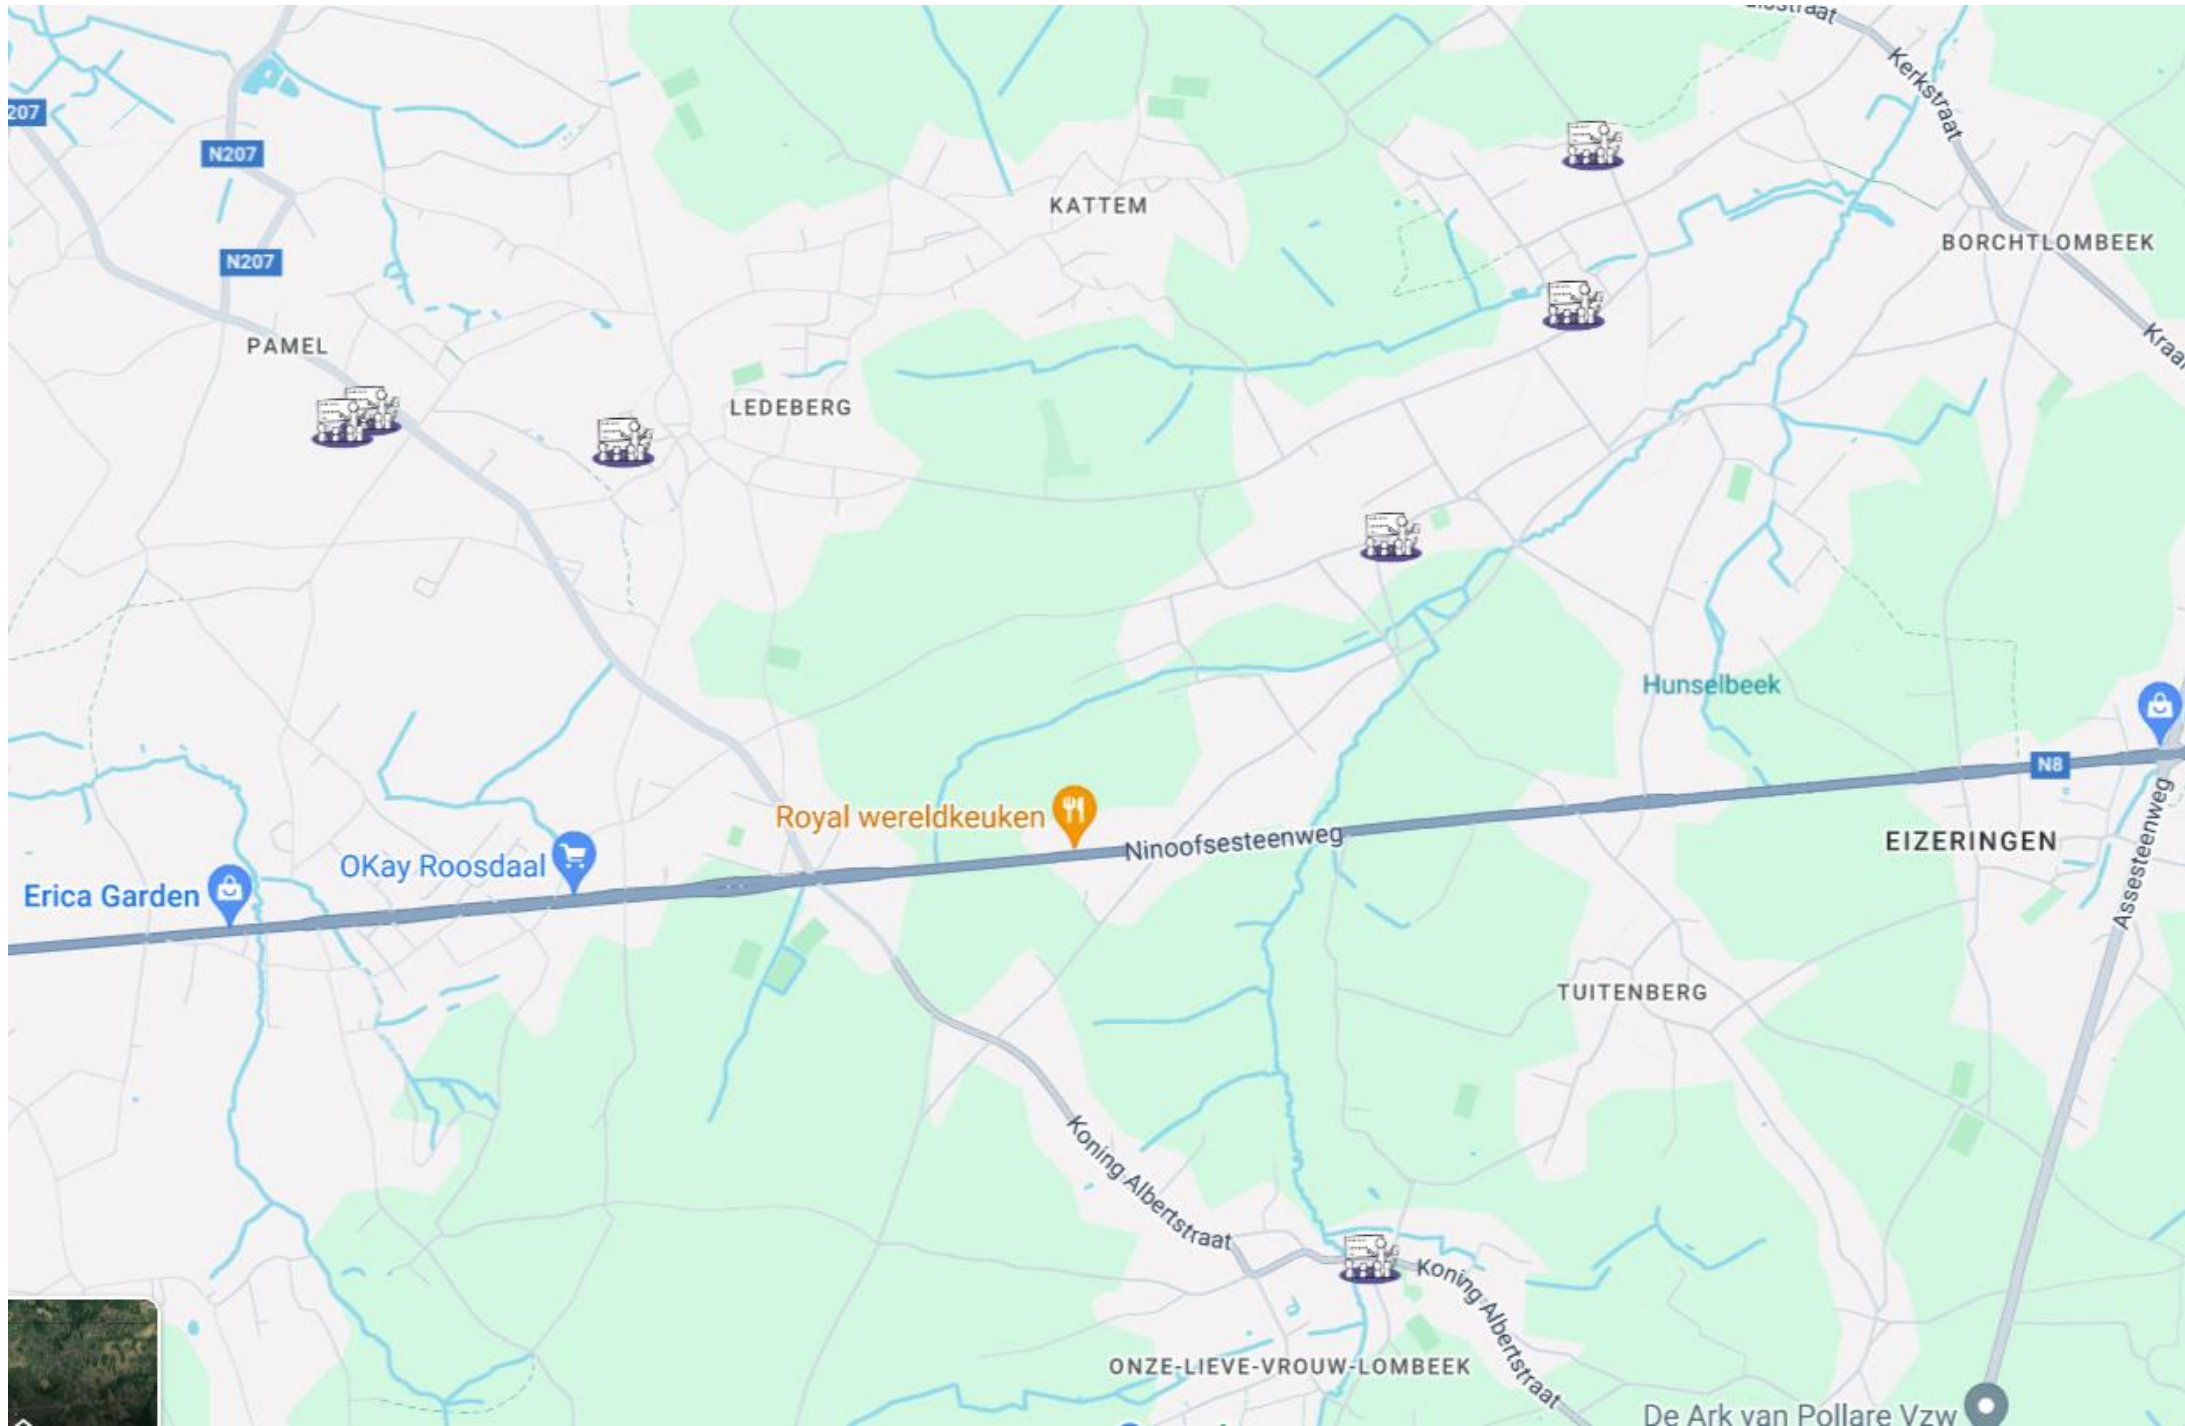 Kerkstraat
207
N207
KATTEM
BORCHTLOMBEEK
N207
PAMEL
LEDEBERG
Hunselbeek
N8
Royal wereldkeuken
Ninoofsesteenweg
EIZERINGEN
OKay Roosdaal
Erica Garden
Assesteenweg
TUITENBERG
Koning Albertstraat
Koning Albertstraat
ONZE-LIEVE-VROUW-LOMBEEK
De Ark van Pollare Vzw